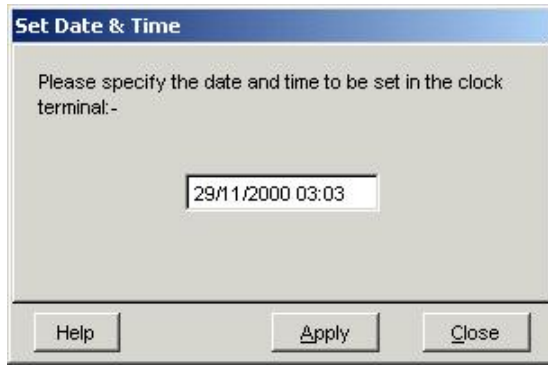 Set Date & Time
Please specify the date and time to be set in the clock
terminal:-
29/11/2000 03:03
Help
Apply
Close